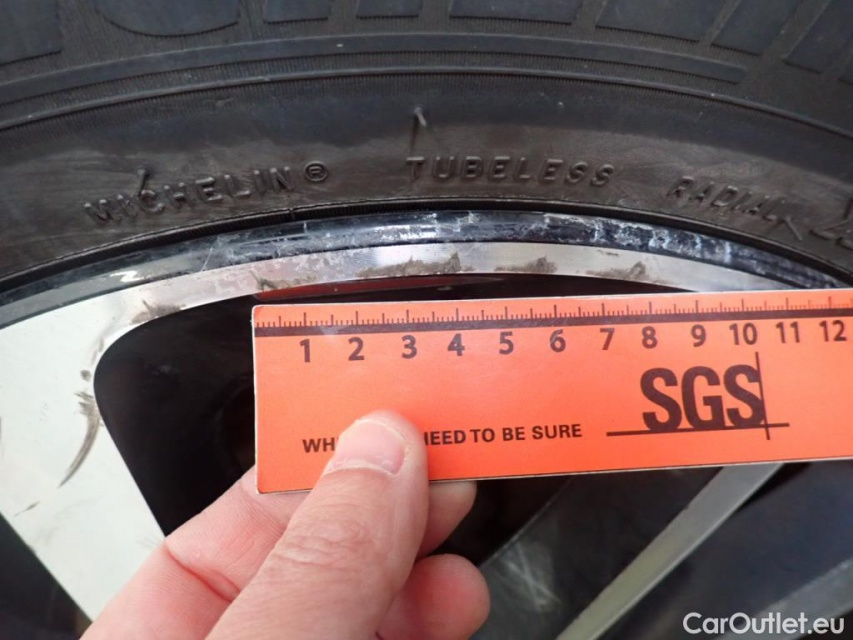 MICHELIN® TUBELESS RADIAL X
1 2 3 4 5 6 7 8 9 10 11 12
SGS
NEED TO BE SURE
CarOutlet.eu